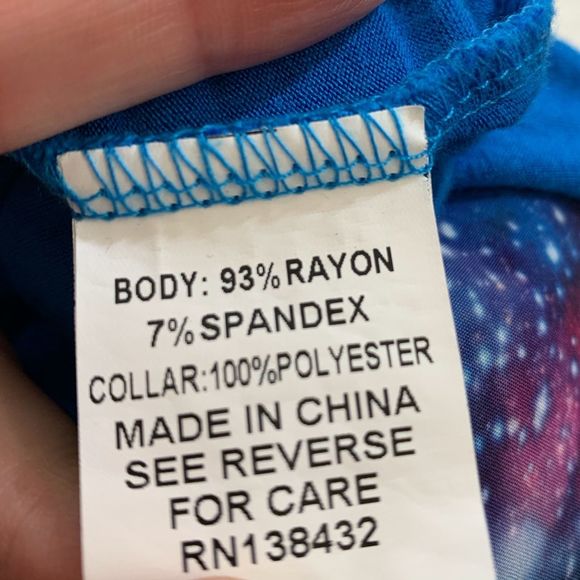 BODY: 93% RAYON
7% SPANDEX
COLLAR:100%POLYESTER
MADE IN CHINA
SEE REVERSE
FOR CARE
RN138432